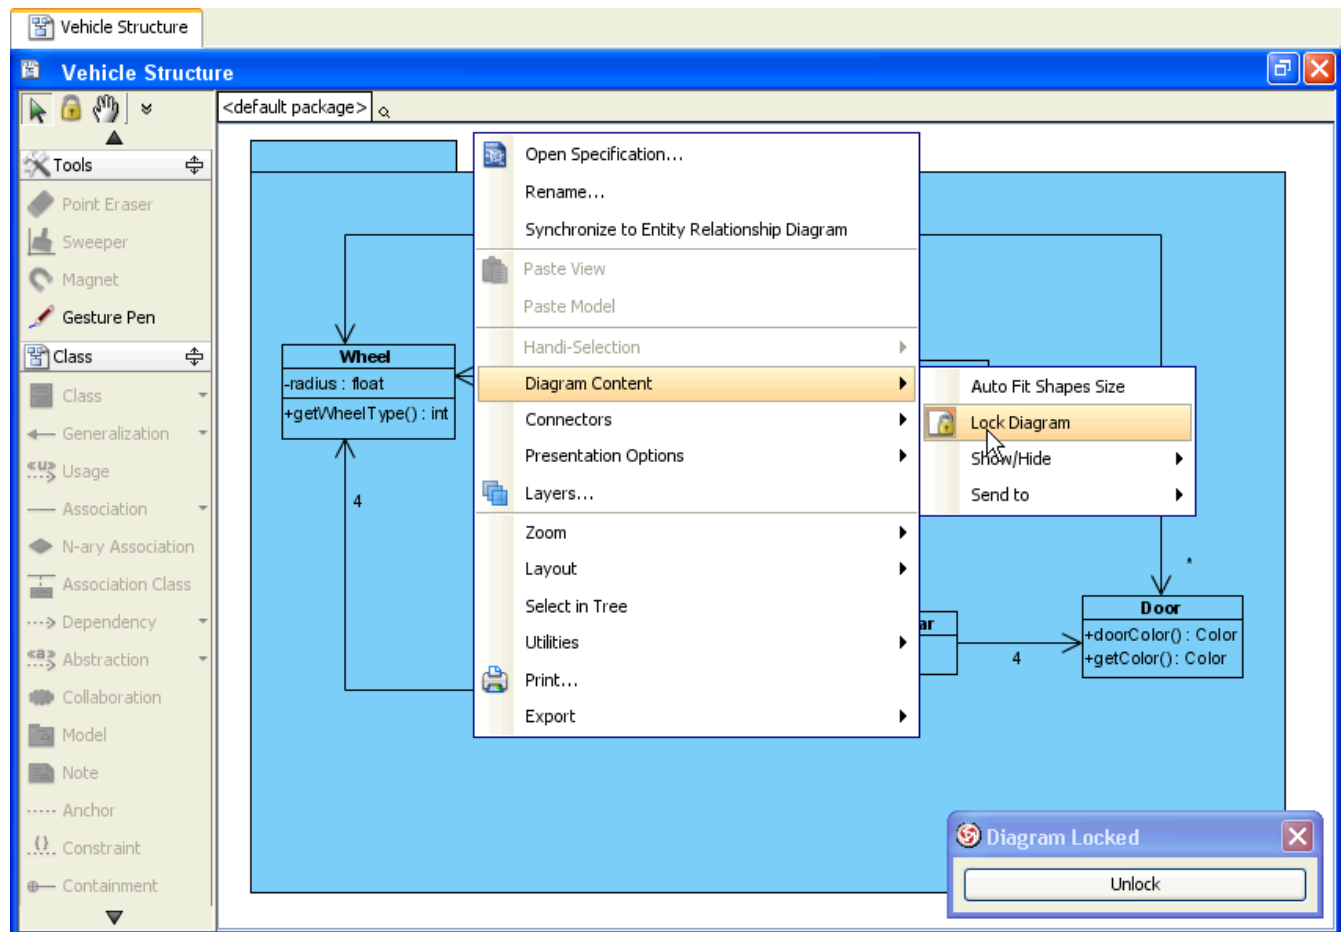 Vehicle Structure
Vehicle Structure
<default package>
Tools
Point Eraser
Sweeper
Magnet
Gesture Pen
Class
Class
Generalization
Usage
Association
N-ary Association
Association Class
Dependency
Abstraction
Collaboration
Model
Note
Anchor
Constraint
Containment
Wheel
-radius : float
+getWheelType() : int
4
Open Specification...
Rename...
Synchronize to Entity Relationship Diagram
Paste View
Paste Model
Handi-Selection
Diagram Content
Connectors
Presentation Options
Layers...
Zoom
Layout
Select in Tree
Utilities
Print...
Export
Auto Fit Shapes Size
Lock Diagram
Show/Hide
Send to
*
ar
4
Door
+doorColor() : Color
+getColor() : Color
Diagram Locked
Unlock